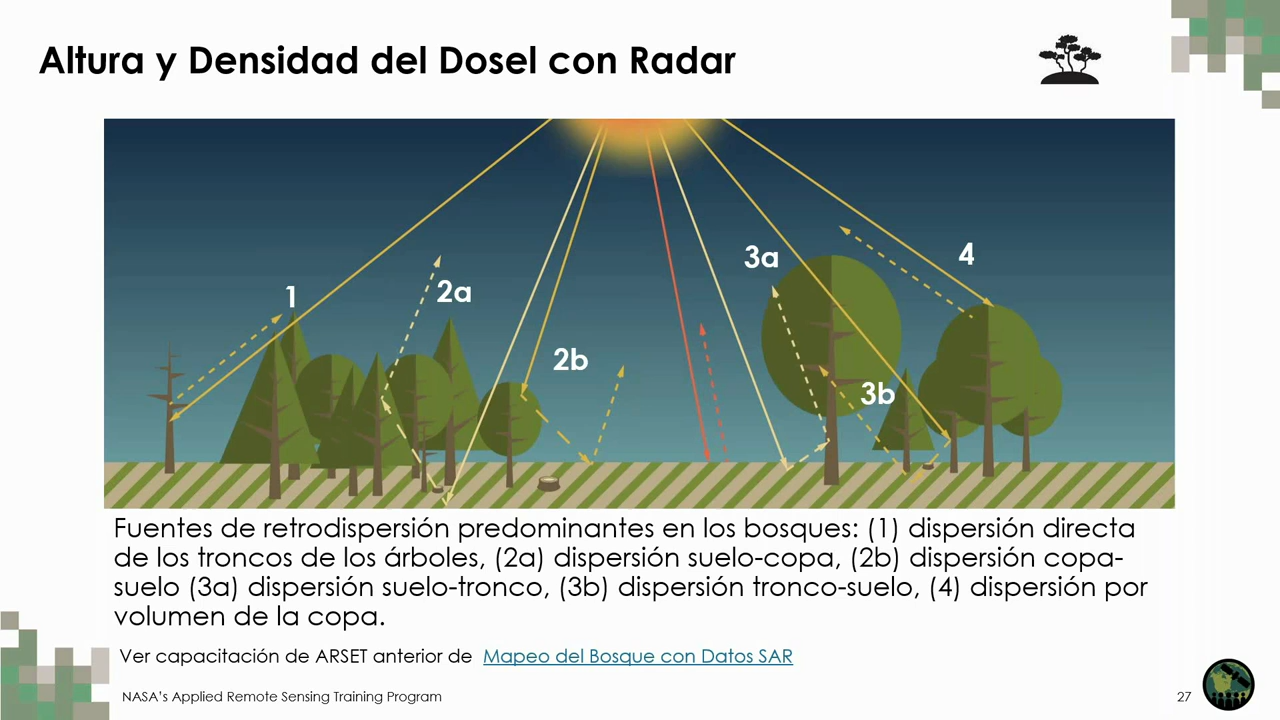 Altura y Densidad del Dosel con Radar
1
2a
2b
3a
3b
4
Fuentes de retrodispersión predominantes en los bosques: (1) dispersión directa
de los troncos de los árboles, (2a) dispersión suelo-copa, (2b) dispersión copa-
suelo (3a) dispersión suelo-tronco, (3b) dispersión tronco-suelo, (4) dispersión por
volumen de la copa.
Ver capacitación de ARSET anterior de Mapeo del Bosque con Datos SAR
NASA's Applied Remote Sensing Training Program
27